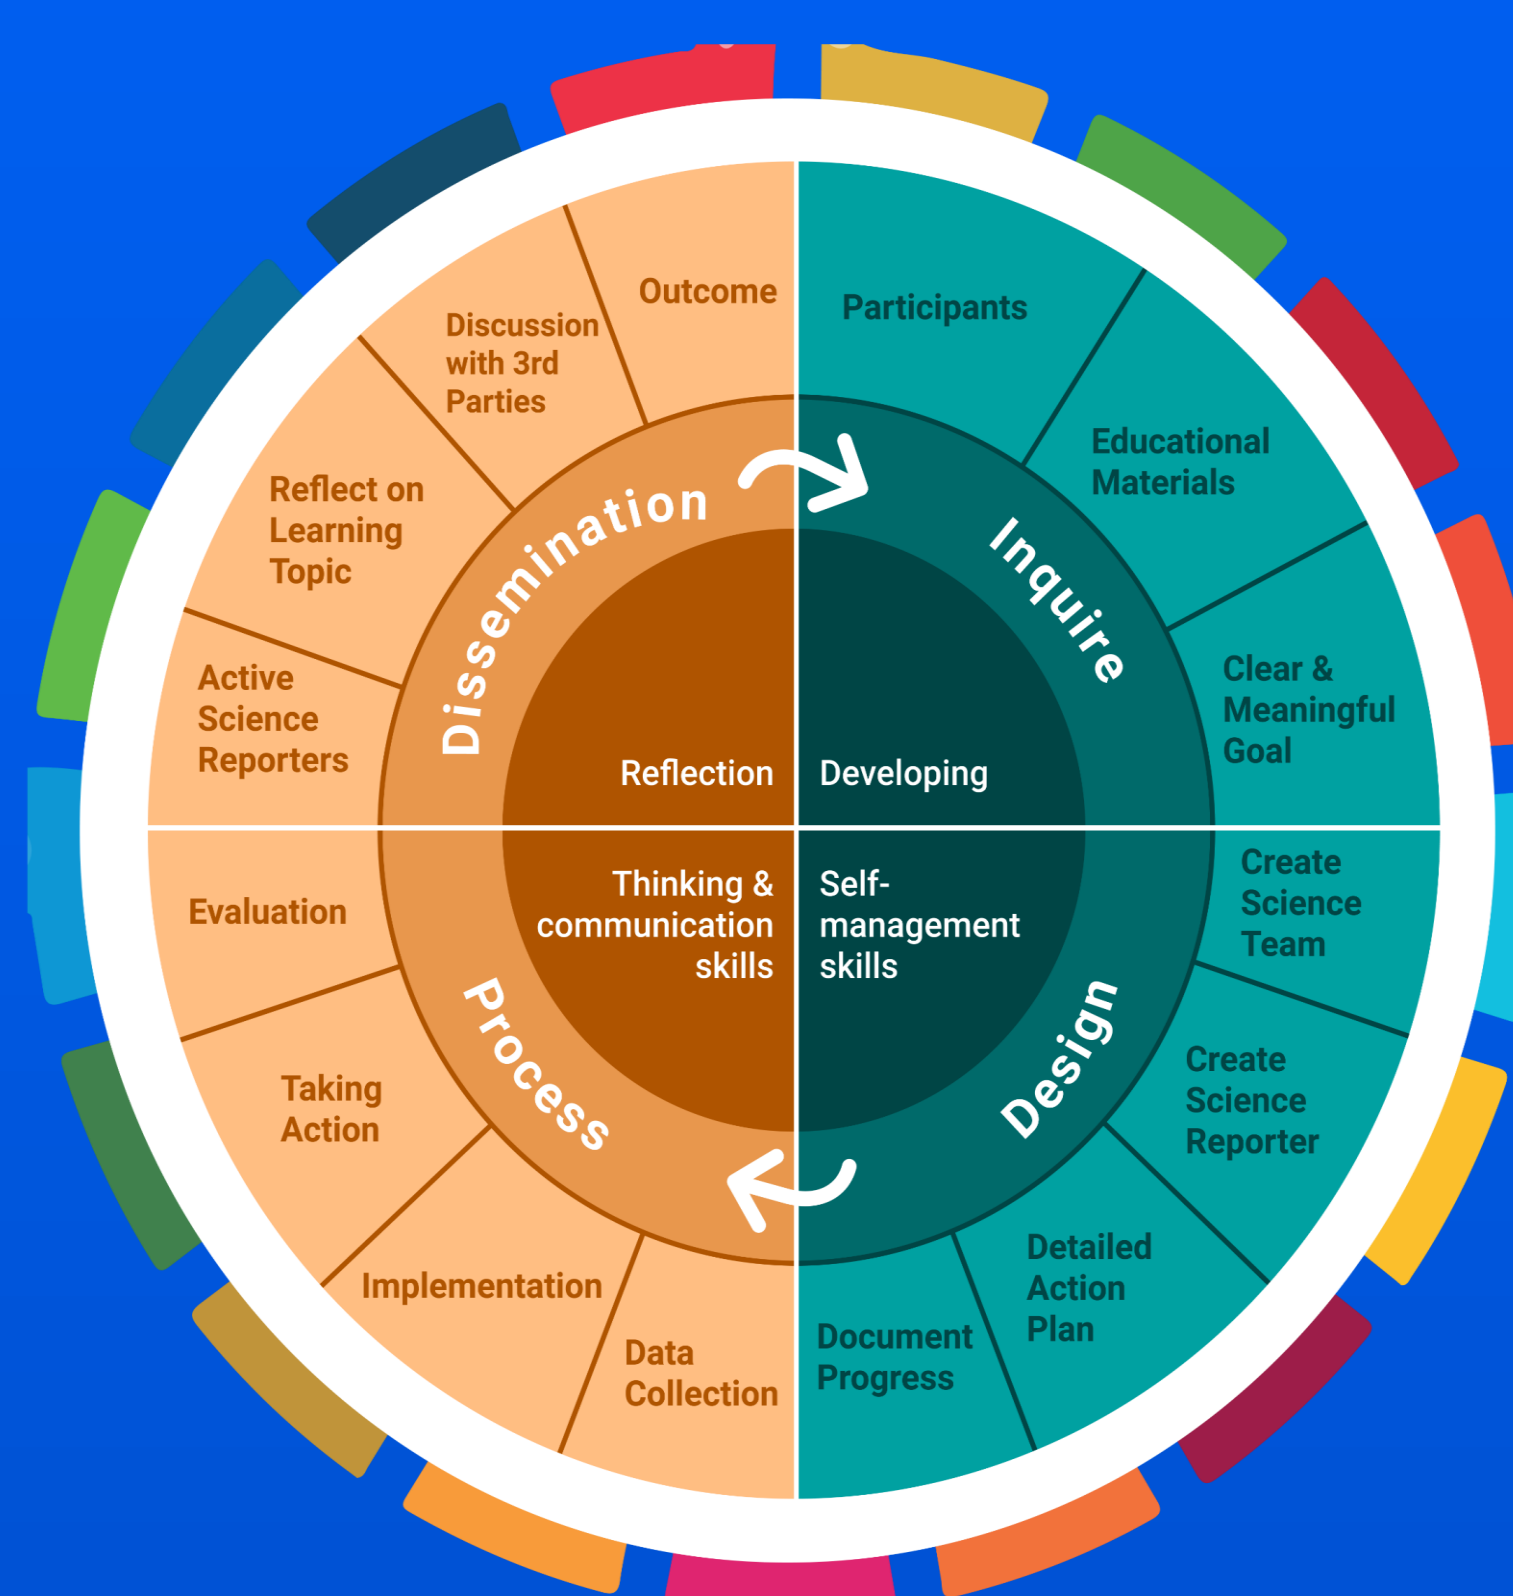 Outcome
Participants
Discussion
with 3rd
Parties
Educational
Materials
Reflect on
Learning
Topic
Clear &
Meaningful
Goal
Active
Science
Reporters
Dissemination
Inquire
Reflection
Developing
Thinking &
communication
skills
Self-
management
skills
Process
Design
Create
Science
Team
Create
Science
Reporter
Detailed
Action
Plan
Document
Progress
Data
Collection
Implementation
Taking
Action
Evaluation